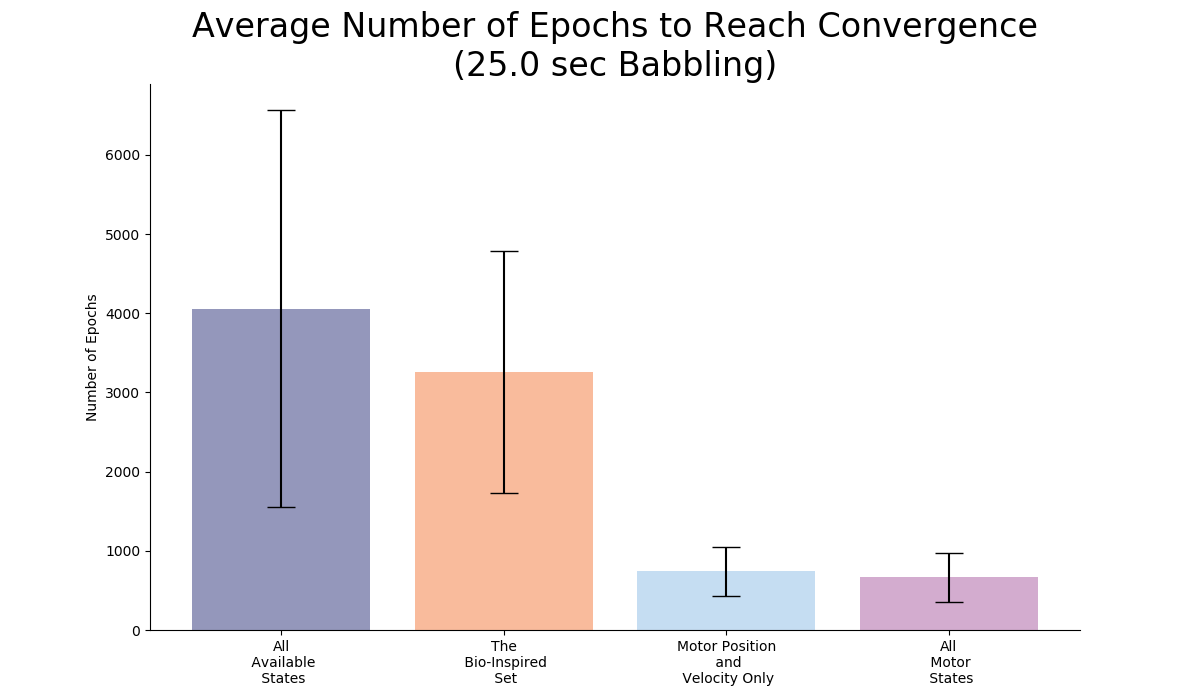 Average Number of Epochs to Reach Convergence
(25.0 sec Babbling)
Number of Epochs
6000
5000
4000
3000
2000
1000
0
All
Available
States
The
Bio-Inspired
Set
Motor Position
and
Velocity Only
All
Motor
States